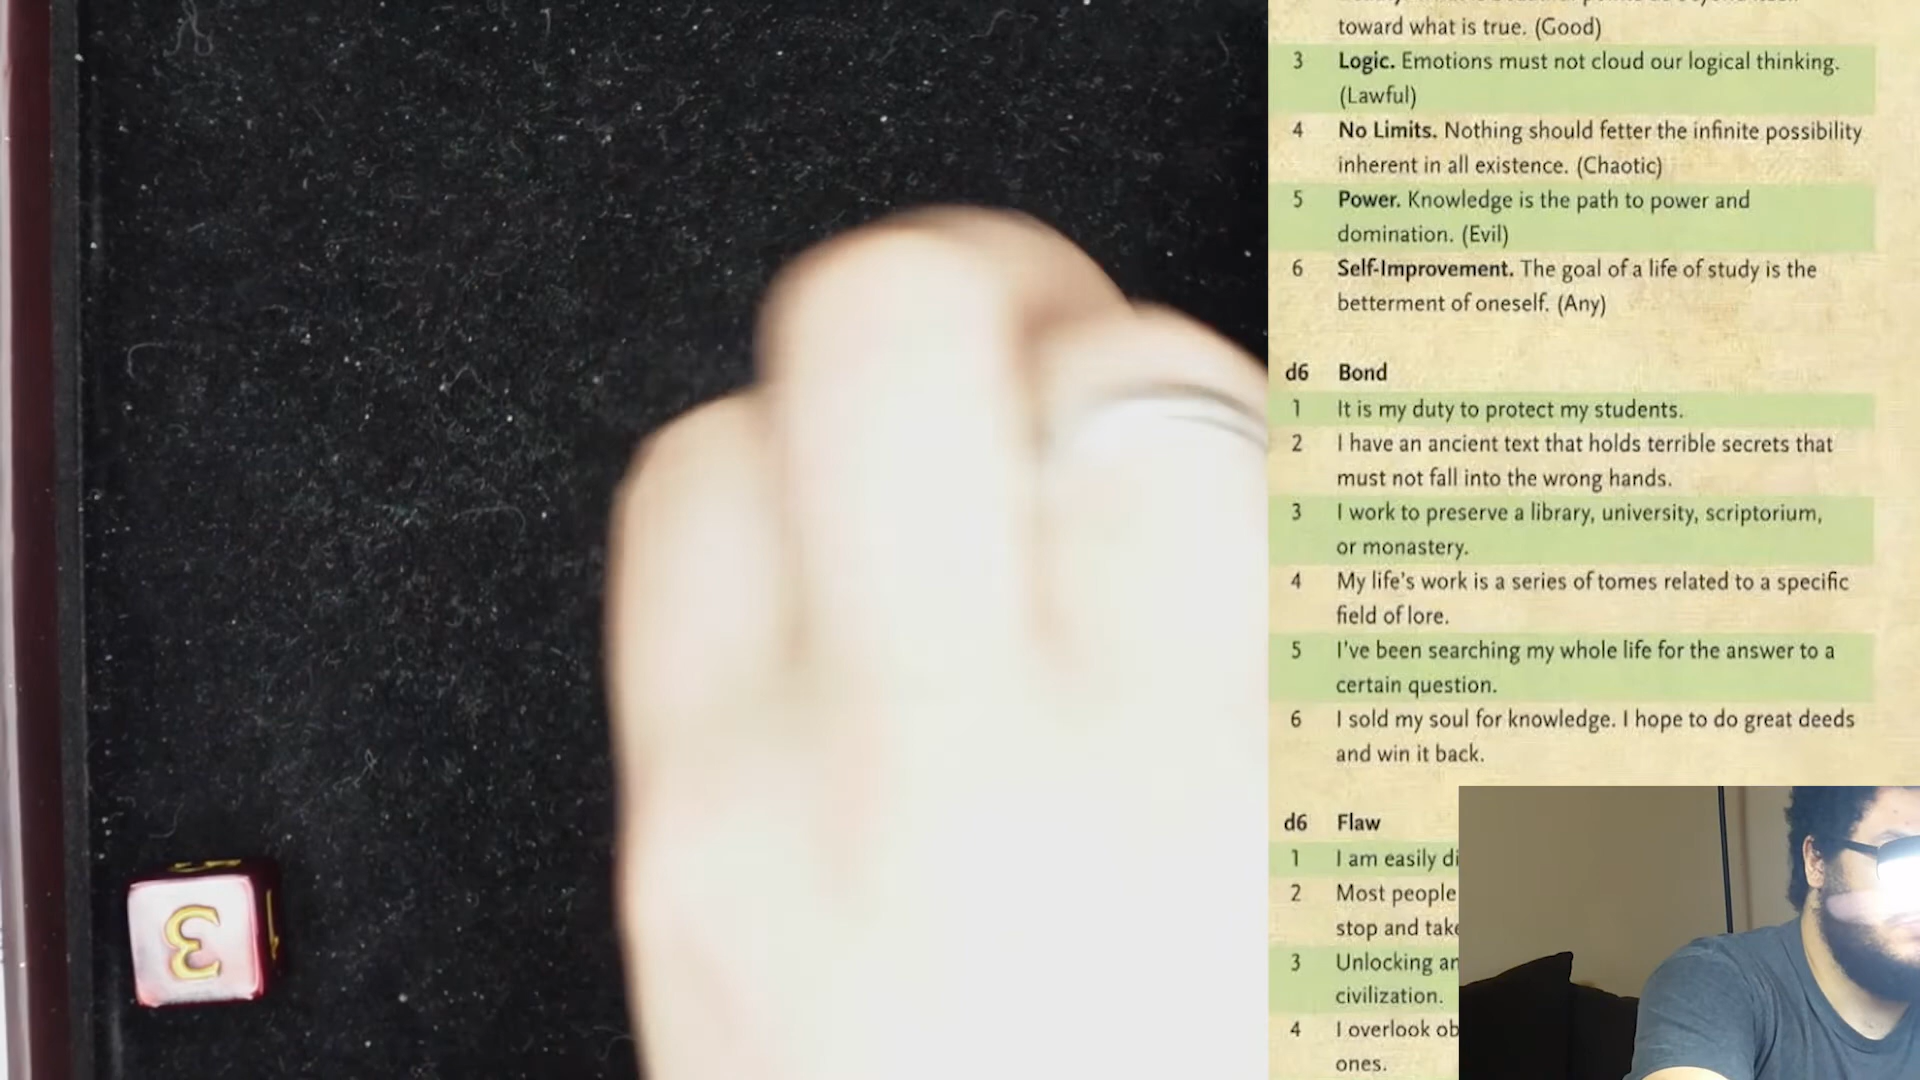 toward what is true. (Good)
3 Logic. Emotions must not cloud our logical thinking.
(Lawful)
4 No Limits. Nothing should fetter the infinite possibility
inherent in all existence. (Chaotic)
5 Power. Knowledge is the path to power and
domination. (Evil)
6 Self-Improvement. The goal of a life of study is the
betterment of oneself. (Any)
d6 Bond
1 It is my duty to protect my students.
2 I have an ancient text that holds terrible secrets that
must not fall into the wrong hands.
3 I work to preserve a library, university, scriptorium,
or monastery.
4 My life's work is a series of tomes related to a specific
field of lore.
5 I've been searching my whole life for the answer to a
certain question.
6 I sold my soul for knowledge. I hope to do great deeds
and win it back.
d6 Flaw
1 I am easily di
2 Most people
stop and take
3 Unlocking an
civilization.
4 I overlook ob
ones.
3